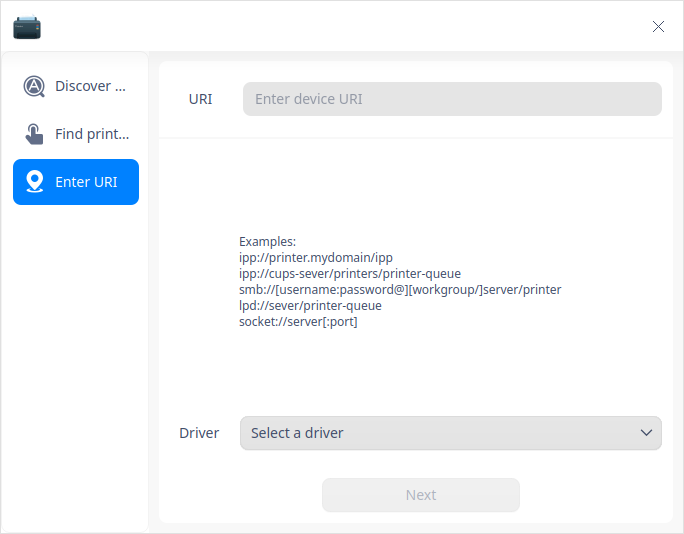 Discover ...
Find print...
Enter URI
URI
Enter device URI
Examples:
ipp://printer.mydomain/ipp
ipp://cups-sever/printers/printer-queue
smb://[username:password@][workgroup/]server/printer
lpd://sever/printer-queue
socket://server[:port]
Driver
Select a driver
Next